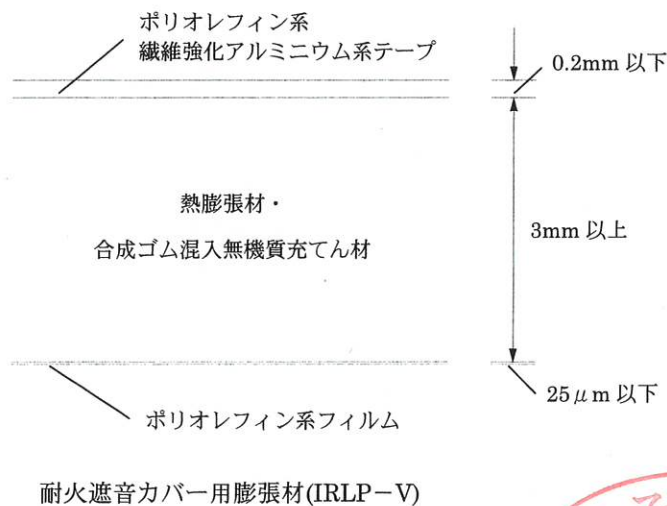 ポリオレフィン系
繊維強化アルミニウム系テープ
0.2mm 以下
熱膨張材・
合成ゴム混入無機質充てん材
3mm 以上
25μm 以下
ポリオレフィン系フィルム
耐火遮音カバー用膨張材(IRLP−V)